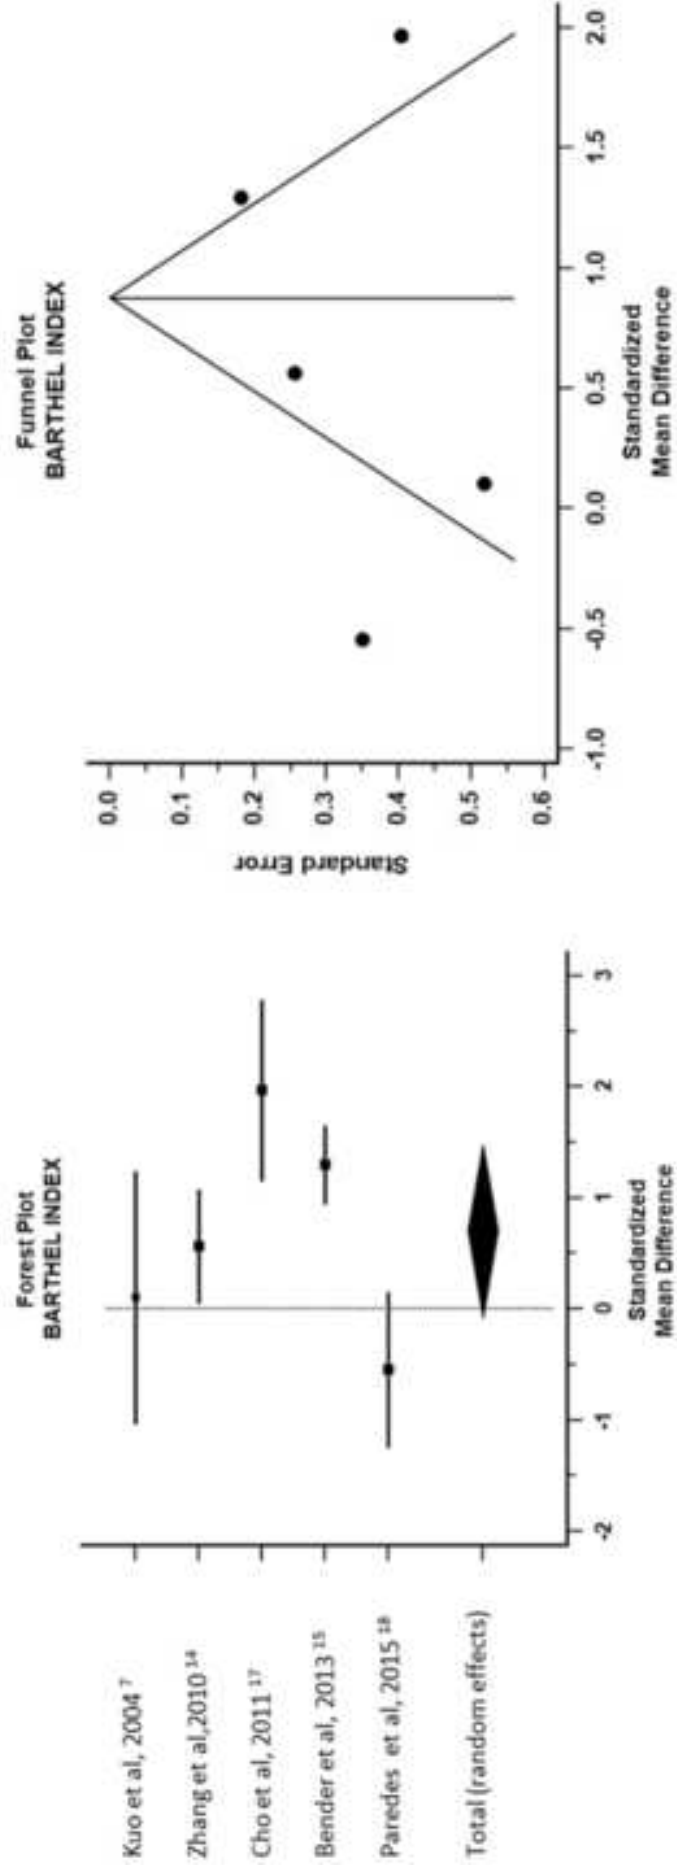 Forest Plot
BARTHEL INDEX
Kuo et al, 2004 7
Zhang et al,2010 14
Cho et al, 2011 17
Bender et al, 2013 15
Paredes et al, 2015 18
Total (random effects)
-2 -1 0 1 2 3
Standardized
Mean Difference
Funnel Plot
BARTHEL INDEX
Standard Error
0.0
0.1
0.2
0.3
0.4
0.5
0.6
-1.0 -0.5 0.0 0.5 1.0 1.5 2.0
Standardized
Mean Difference